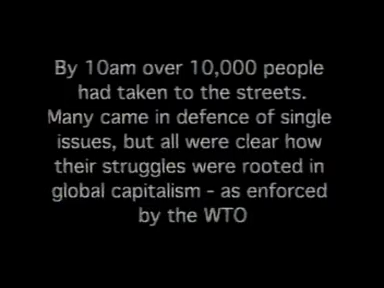 By 10am over 10,000 people
had taken to the streets.
Many came in defence of single
issues, but all were clear how
their struggles were rooted in
global capitalism - as enforced
by the WTO